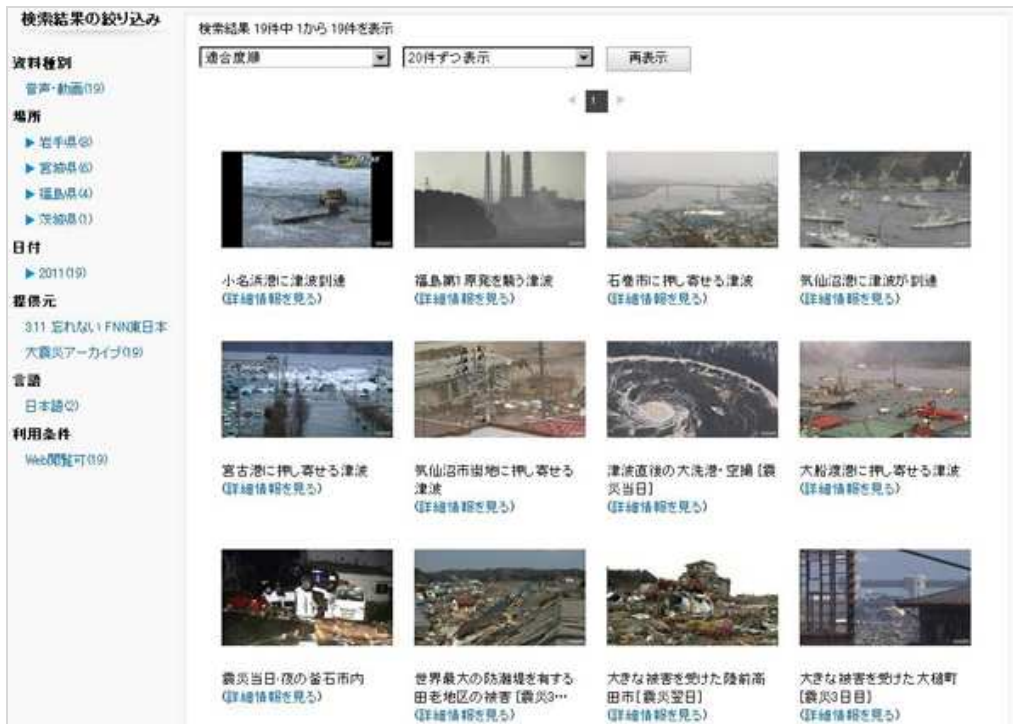 検索結果の絞り込み
資料種別
音声・動画(19)
場所
▶ 岩手県(8)
▶ 宮城県(6)
▶ 福島県(4)
▶ 茨城県(1)
日付
▶ 2011(19)
提供元
3.11 忘れない FNN東日本
大震災アーカイブ(19)
言語
日本語(2)
利用条件
Web閲覧可(19)
検索結果 19件中 1から 19件を表示
適合度順
20件ずつ表示
再表示
1
小名浜港に津波到達
(詳細情報を見る)
福島第1原発を襲う津波
(詳細情報を見る)
石巻市に押し寄せる津波
(詳細情報を見る)
気仙沼港に津波が到達
(詳細情報を見る)
宮古港に押し寄せる津波
(詳細情報を見る)
気仙沼市街地に押し寄せる
津波
(詳細情報を見る)
津波直後の大洗港・空撮【震
災当日】
(詳細情報を見る)
大船渡港に押し寄せる津波
(詳細情報を見る)
震災当日・夜の釜石市内
(詳細情報を見る)
世界最大の防潮堤を有する
田老地区の被害【震災3…
(詳細情報を見る)
大きな被害を受けた陸前高
田市【震災翌日】
(詳細情報を見る)
大きな被害を受けた大槌町
【震災3日目】
(詳細情報を見る)